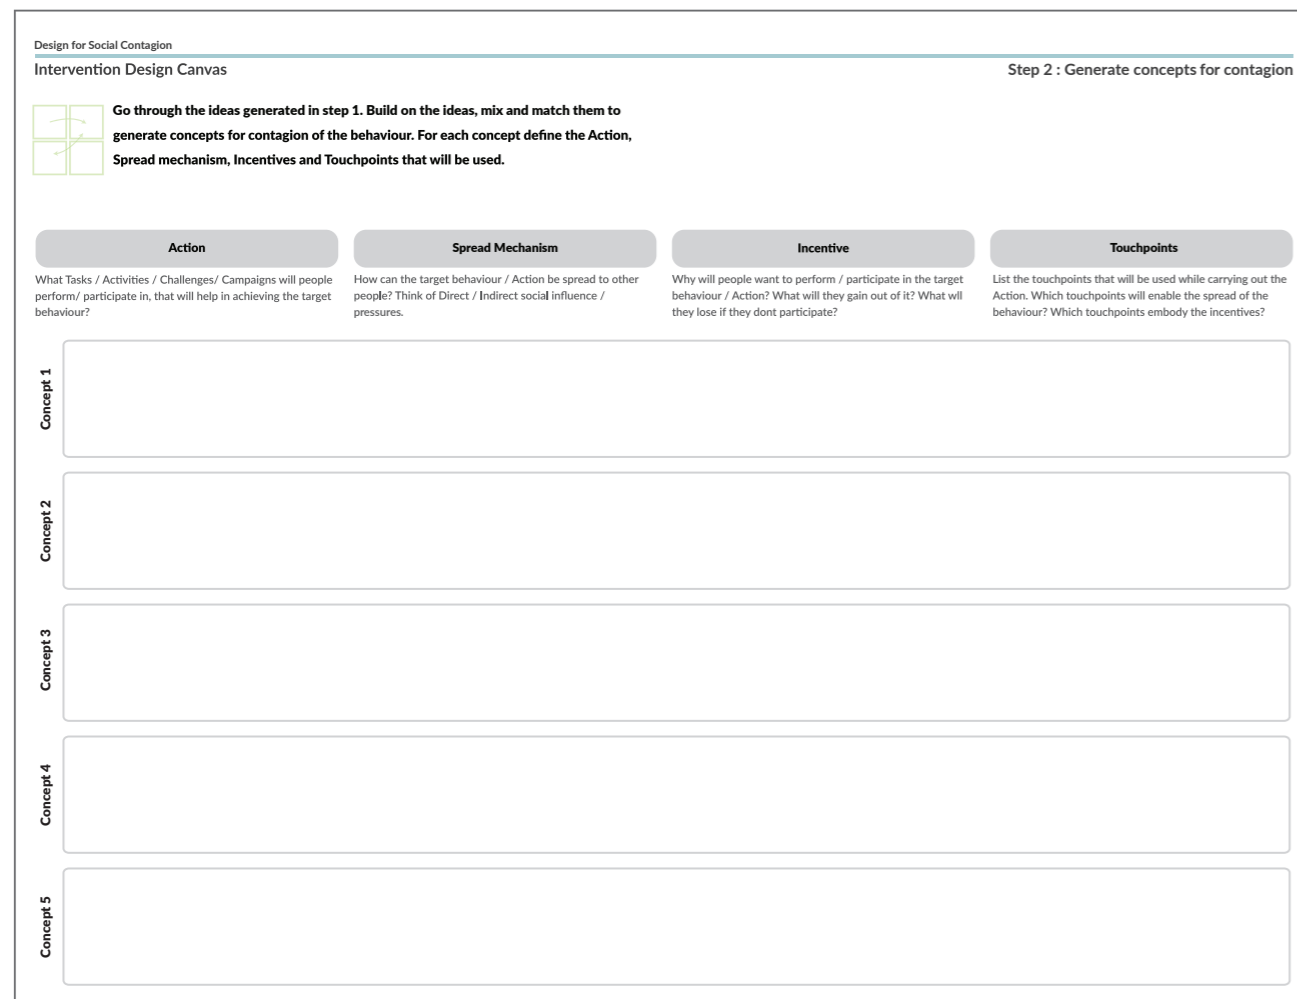 Design for Social Contagion
Intervention Design Canvas
Step 2 : Generate concepts for contagion
Go through the ideas generated in step 1. Build on the ideas, mix and match them to
generate concepts for contagion of the behaviour. For each concept define the Action,
Spread mechanism, Incentives and Touchpoints that will be used.
Action
What Tasks / Activities / Challenges/ Campaigns will people
perform/ participate in, that will help in achieving the target
behaviour?
Spread Mechanism
How can the target behaviour / Action be spread to other
people? Think of Direct / Indirect social influence /
pressures.
Incentive
Why will people want to perform / participate in the target
behaviour / Action? What will they gain out of it? What wll
they lose if they dont participate?
Touchpoints
List the touchpoints that will be used while carrying out the
Action. Which touchpoints will enable the spread of the
behaviour? Which touchpoints embody the incentives?
Concept 1
Concept 2
Concept 3
Concept 4
Concept 5